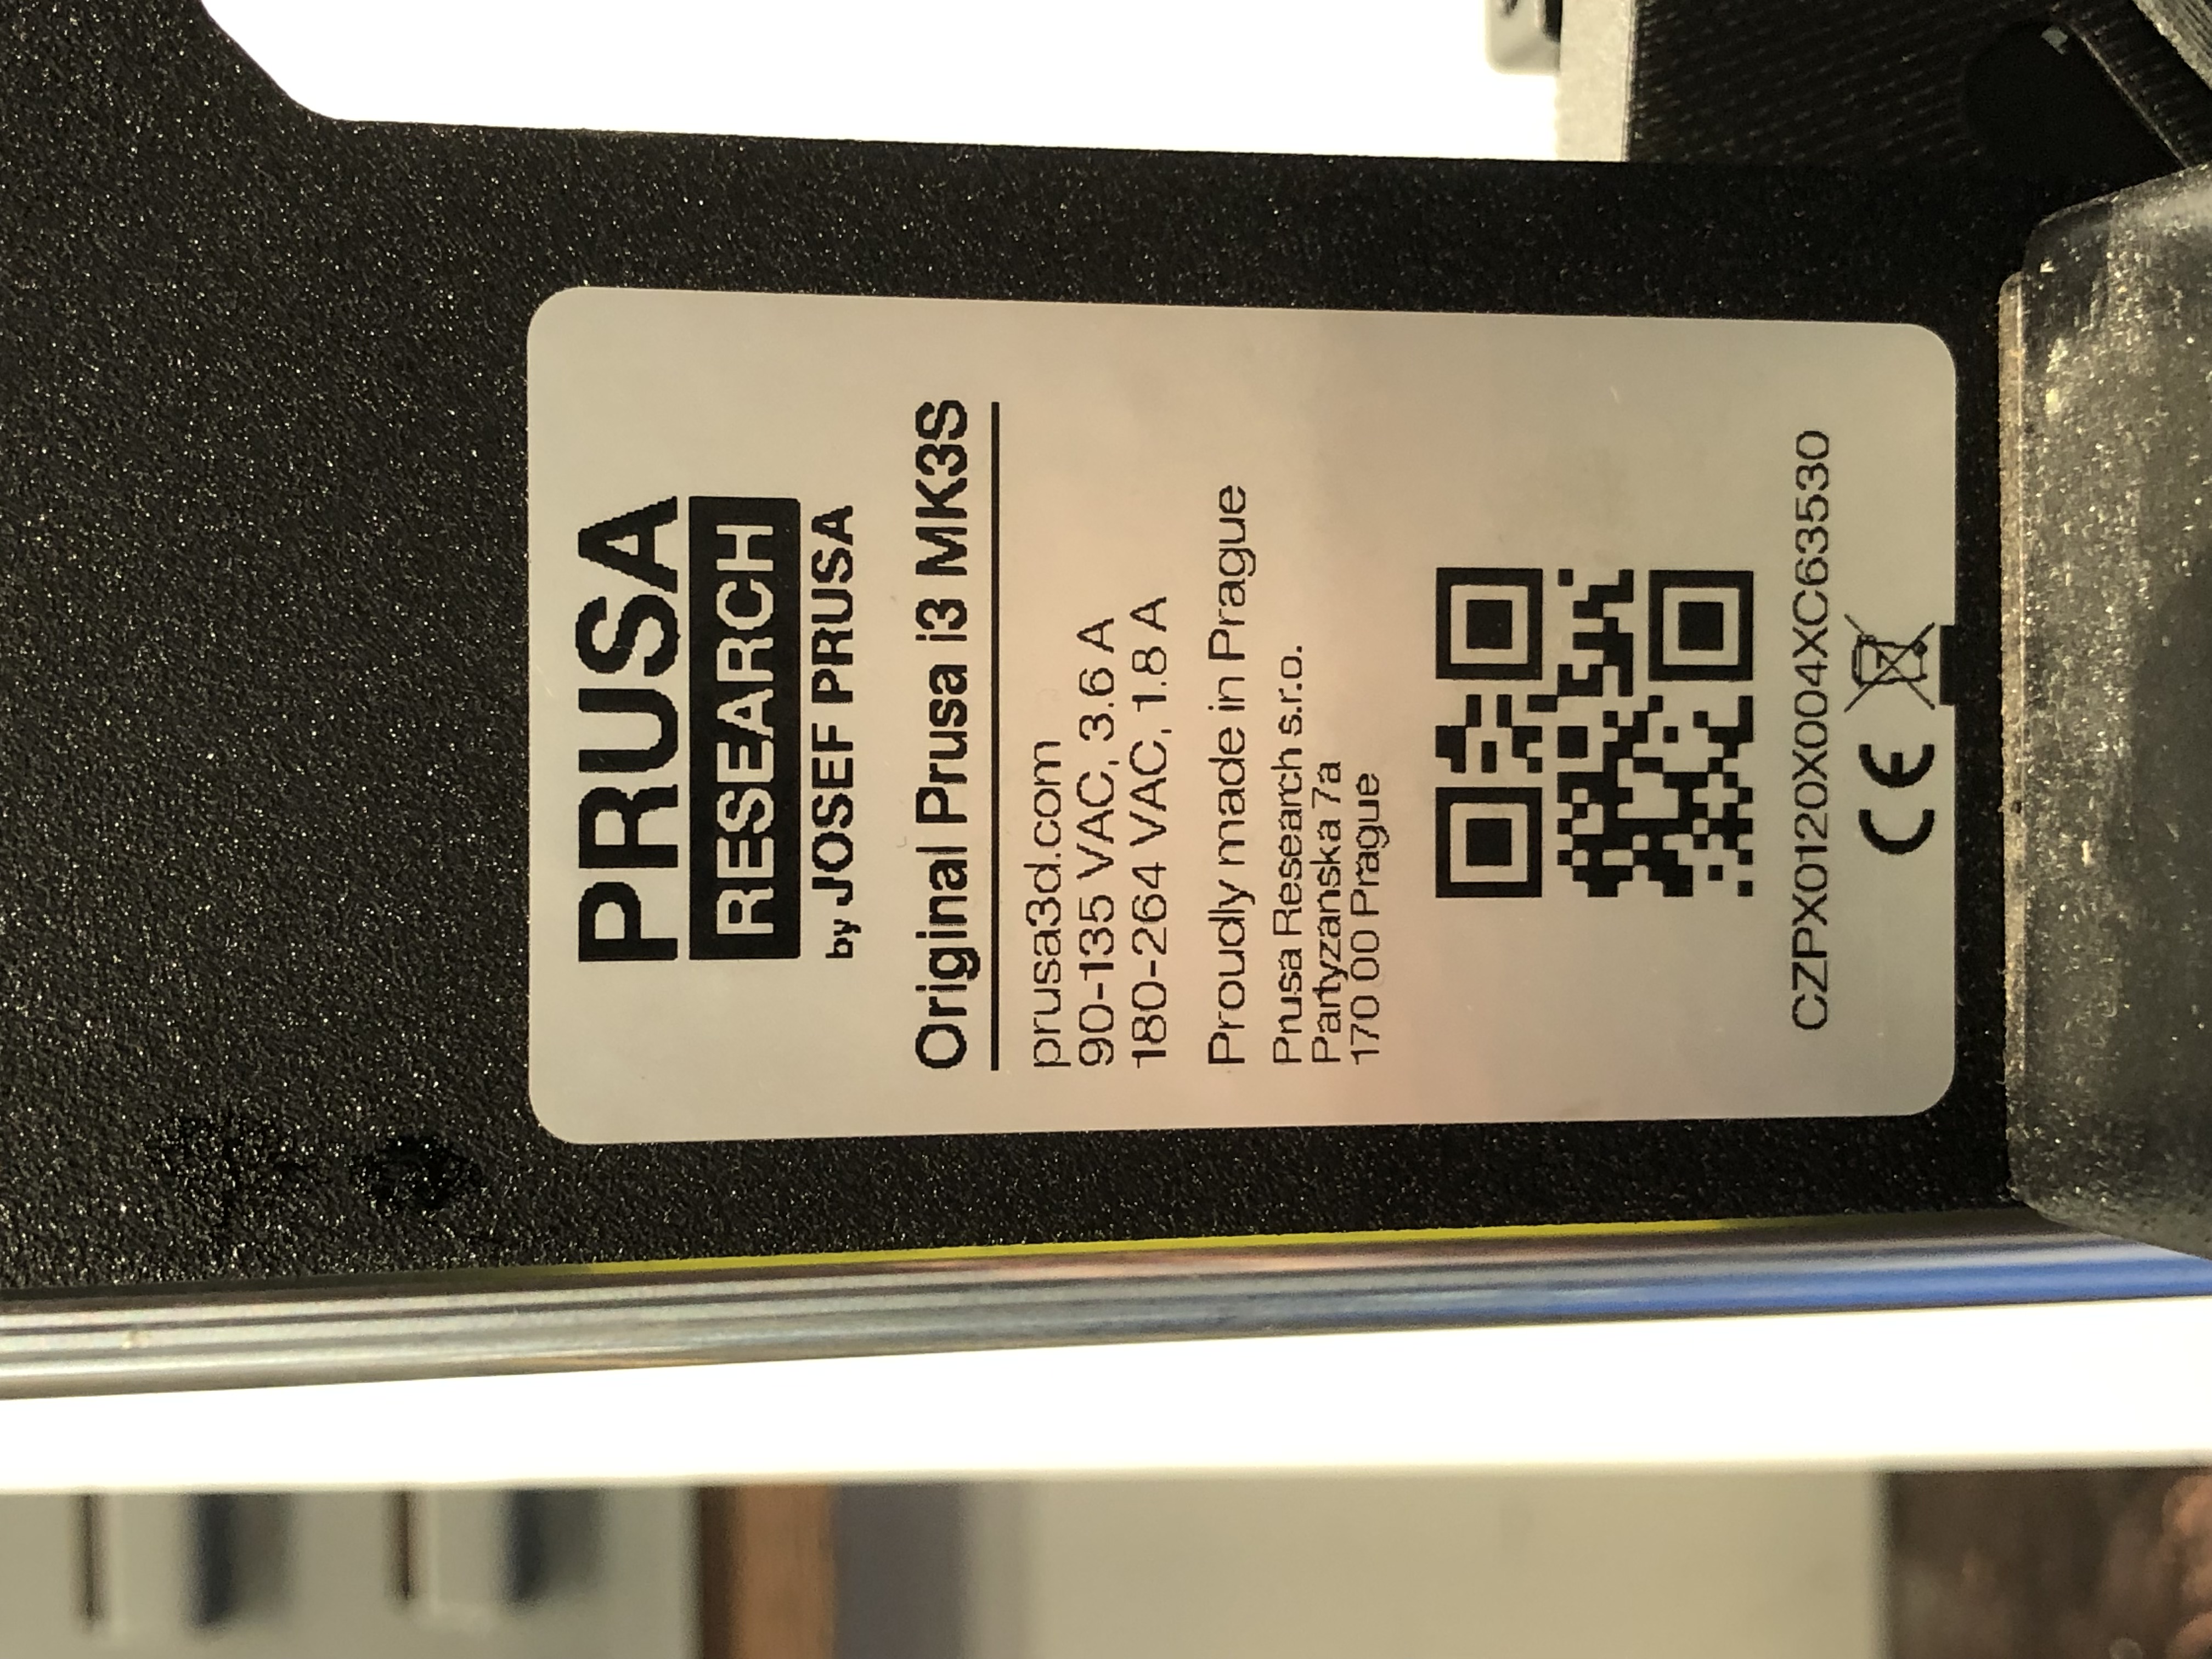 PRUSA
RESEARCH
by JOSEF PRUSA
Original Prusa i3 MK3S
prusa3d.com
90-135 VAC, 3.6 A
180-264 VAC, 1.8 A
Proudly made in Prague
Prusa Research s.r.o.
Partyzanska 7a
170 00 Prague
CZPX0120X004XC63530
CE